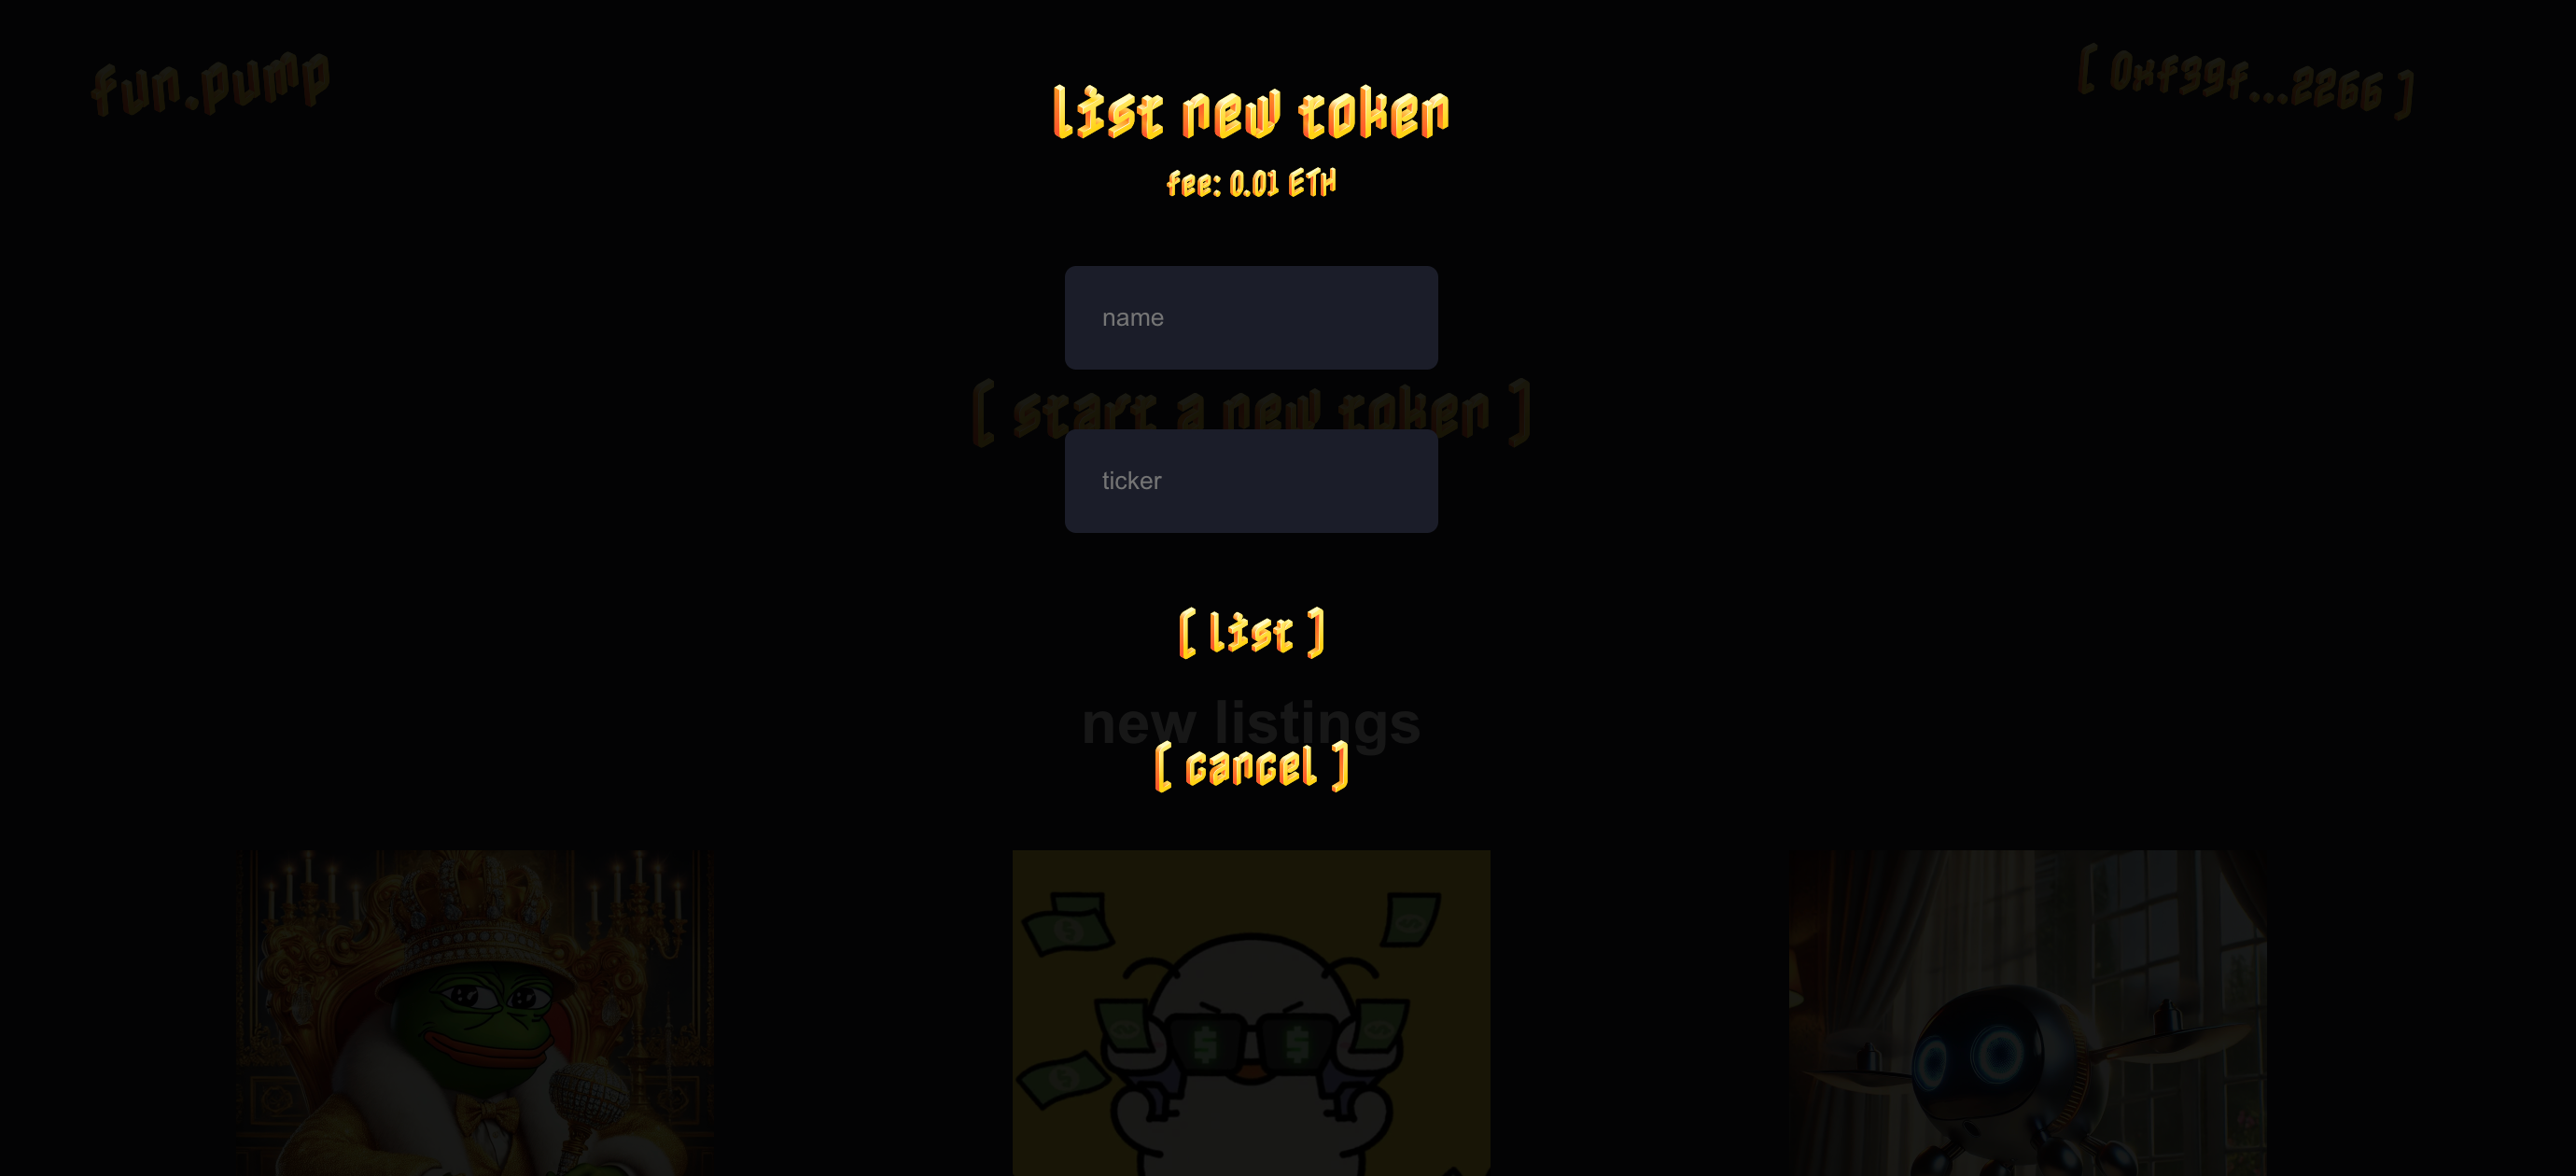 fun.pump
[ 0xf39f...2266 ]
list new token
fee: 0.01 ETH
name
[ start a new token ]
ticker
[ list ]
new listings
[ cancel ]